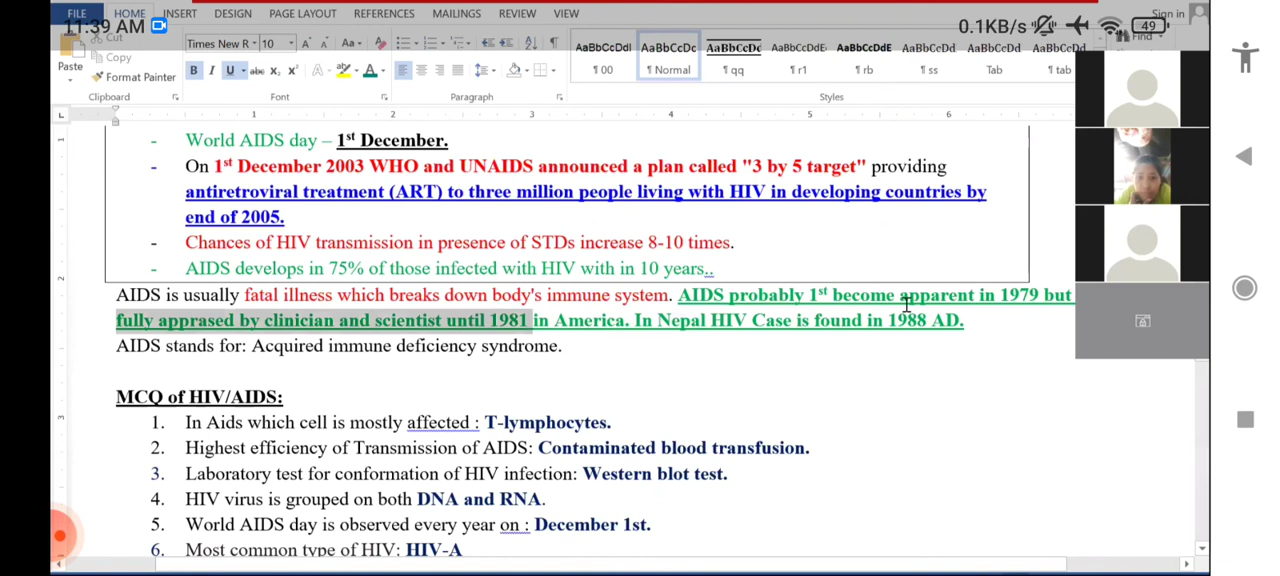 11:39 AM
0.1KB/s 49
FILE HOME INSERT DESIGN PAGE LAYOUT REFERENCES MAILINGS REVIEW VIEW Sign in
Cut
Copy
Paste
Format Painter
Times New R 10 Aa
B I U abc X₂ X² A A
AaBbCcDdI AaBbCcDc AaBbCcDc AaBbCcDdE AaBbCcDdE AaBbCcDd AaBbCcDd AaBbCcDd
¶ 00 ¶ Normal ¶ qq ¶ r1 ¶ rb ¶ ss Tab ¶ tab
Find
Clipboard Font Paragraph Styles
1 2 3 4 5 6
- World AIDS day – 1st December.
- On 1st December 2003 WHO and UNAIDS announced a plan called "3 by 5 target" providing
antiretroviral treatment (ART) to three million people living with HIV in developing countries by
end of 2005.
- Chances of HIV transmission in presence of STDs increase 8-10 times.
- AIDS develops in 75% of those infected with HIV with in 10 years..
AIDS is usually fatal illness which breaks down body's immune system. AIDS probably 1st become apparent in 1979 but
fully apprased by clinician and scientist until 1981 in America. In Nepal HIV Case is found in 1988 AD.
AIDS stands for: Acquired immune deficiency syndrome.
MCQ of HIV/AIDS:
1. In Aids which cell is mostly affected : T-lymphocytes.
2. Highest efficiency of Transmission of AIDS: Contaminated blood transfusion.
3. Laboratory test for conformation of HIV infection: Western blot test.
4. HIV virus is grouped on both DNA and RNA.
5. World AIDS day is observed every year on : December 1st.
6. Most common type of HIV: HIV-A